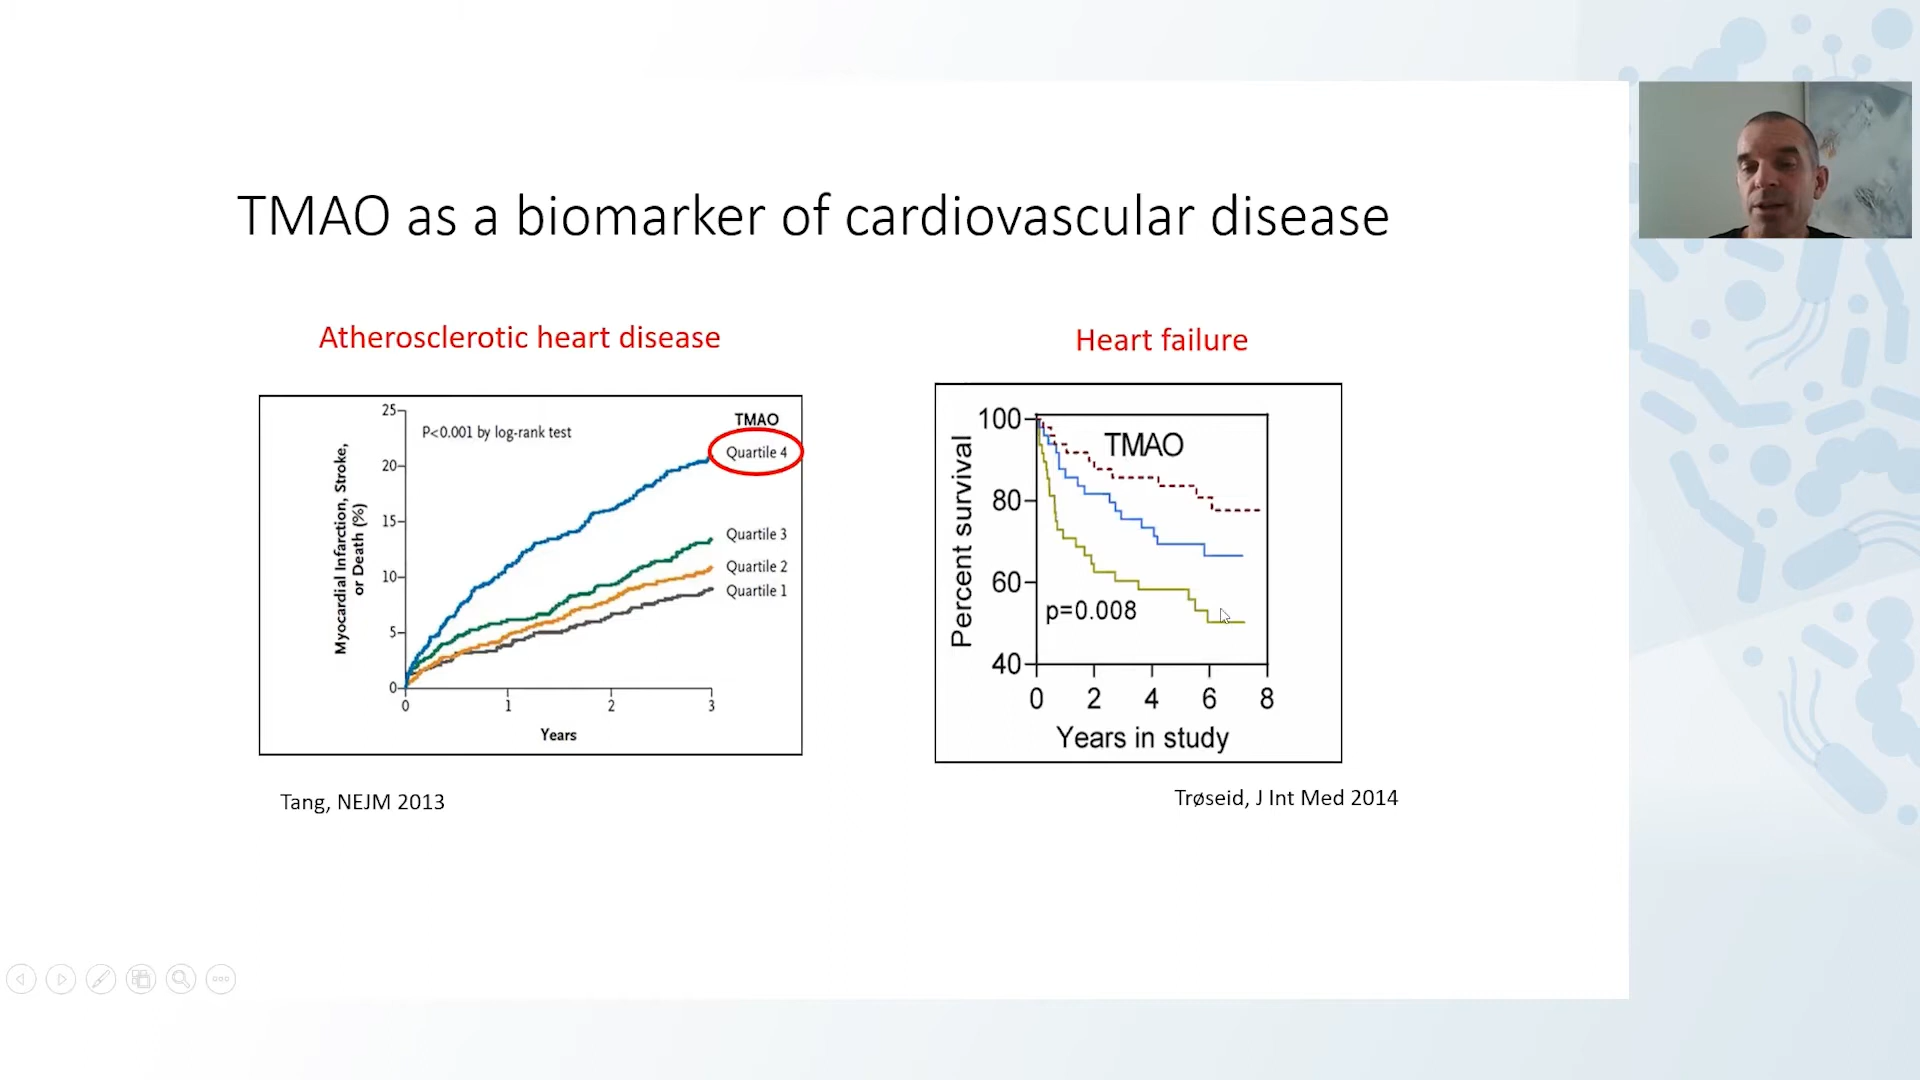 TMAO as a biomarker of cardiovascular disease
Atherosclerotic heart disease
Myocardial Infarction, Stroke,
or Death (%)
25
20
15
10
5
0
P<0.001 by log-rank test
TMAO
Quartile 4
Quartile 3
Quartile 2
Quartile 1
0 1 2 3
Years
Tang, NEJM 2013
Heart failure
Percent survival
100
80
60
40
TMAO
p=0.008
0 2 4 6 8
Years in study
Trøseid, J Int Med 2014